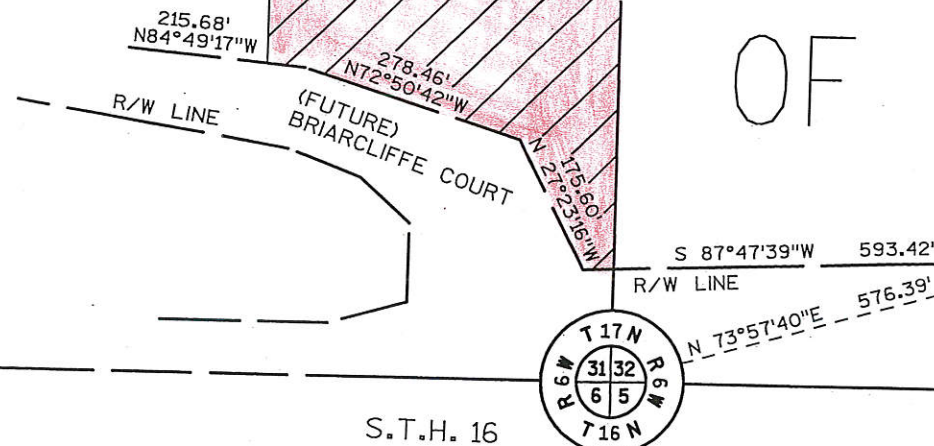 215.68'
N84°49'17"W
OF
278.46'
N72°50'42"W
R/W LINE
(FUTURE)
BRIARCLIFFE COURT
175.60'
N 27°23'16"W
S 87°47'39"W 593.42'
R/W LINE
576.39'
N 73°57'40"E
T 17 N
R 6 W
31 32
R 6 W
6 5
T 16 N
S.T.H. 16